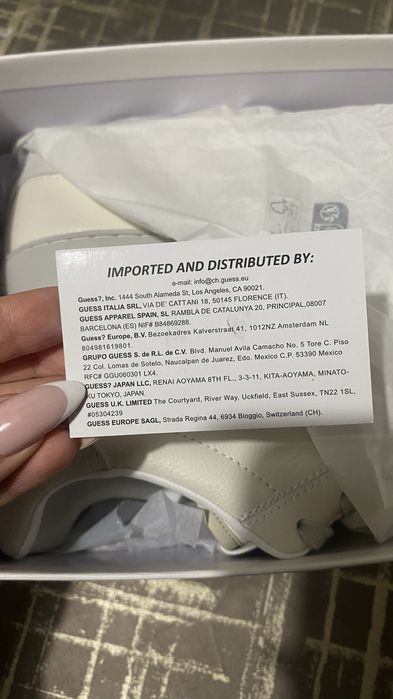 IMPORTED AND DISTRIBUTED BY:
e-mail: info@ch.guess.eu
Guess?, Inc. 1444 South Alameda St, Los Angeles, CA 90021.
GUESS ITALIA SRL, VIA DE' CATTANI 18, 50145 FLORENCE (IT).
GUESS APPAREL SPAIN, SL RAMBLA DE CATALUNYA 20, PRINCIPAL,08007
BARCELONA (ES) NIF# B84869288.
Guess? Europe, B.V. Bezoekadres Kalverstraat 41, 1012NZ Amsterdam NL
804981619801.
GRUPO GUESS S. de R.L. de C.V. Blvd. Manuel Avila Camacho No. 5 Tore C. Piso
22 Col. Lomas de Sotelo, Naucalpan de Juarez, Edo. Mexico C.P. 53390 Mexico
RFC# GGU060301 LX4.
GUESS? JAPAN LLC, RENAI AOYAMA 8TH FL., 3-3-11, KITA-AOYAMA, MINATO-
KU TOKYO, JAPAN.
GUESS U.K. LIMITED The Courtyard, River Way, Uckfield, East Sussex, TN22 1SL,
#05304239
GUESS EUROPE SAGL, Strada Regina 44, 6934 Bioggio, Switzerland (CH).